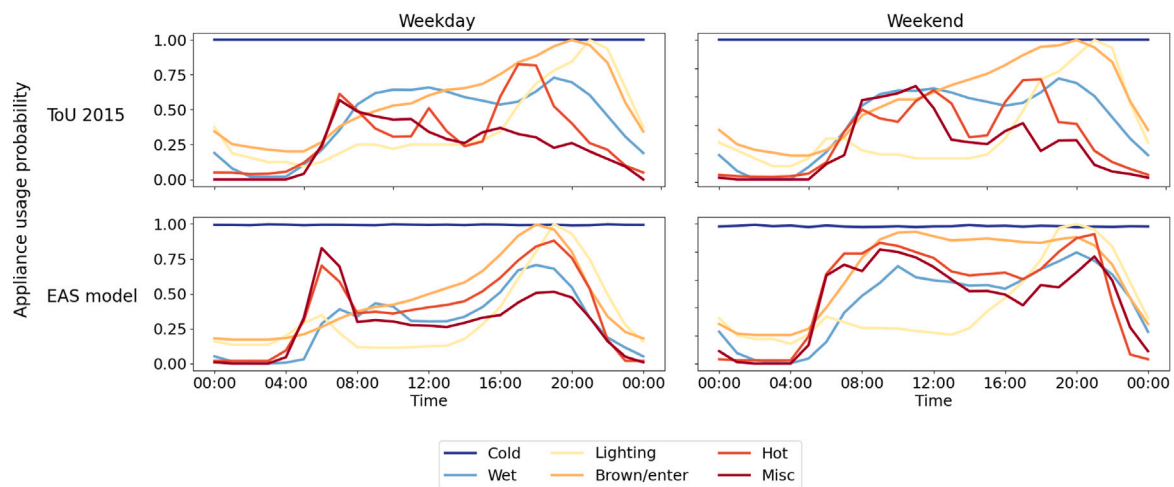 Weekday
Weekend
Appliance usage probability
ToU 2015
1.00
0.75
0.50
0.25
0.00
EAS model
1.00
0.75
0.50
0.25
0.00
00:00 04:00 08:00 12:00 16:00 20:00 00:00
Time
00:00 04:00 08:00 12:00 16:00 20:00 00:00
Time
Cold Lighting Hot
Wet Brown/enter Misc